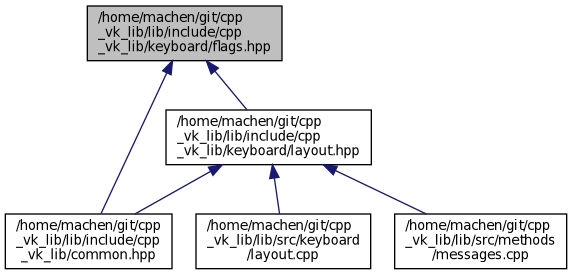 /home/machen/git/cpp
_vk_lib/lib/include/cpp
_vk_lib/keyboard/flags.hpp
/home/machen/git/cpp
_vk_lib/lib/include/cpp
_vk_lib/keyboard/layout.hpp
/home/machen/git/cpp
_vk_lib/lib/include/cpp
_vk_lib/common.hpp
/home/machen/git/cpp
_vk_lib/lib/src/keyboard
/layout.cpp
/home/machen/git/cpp
_vk_lib/lib/src/methods
/messages.cpp